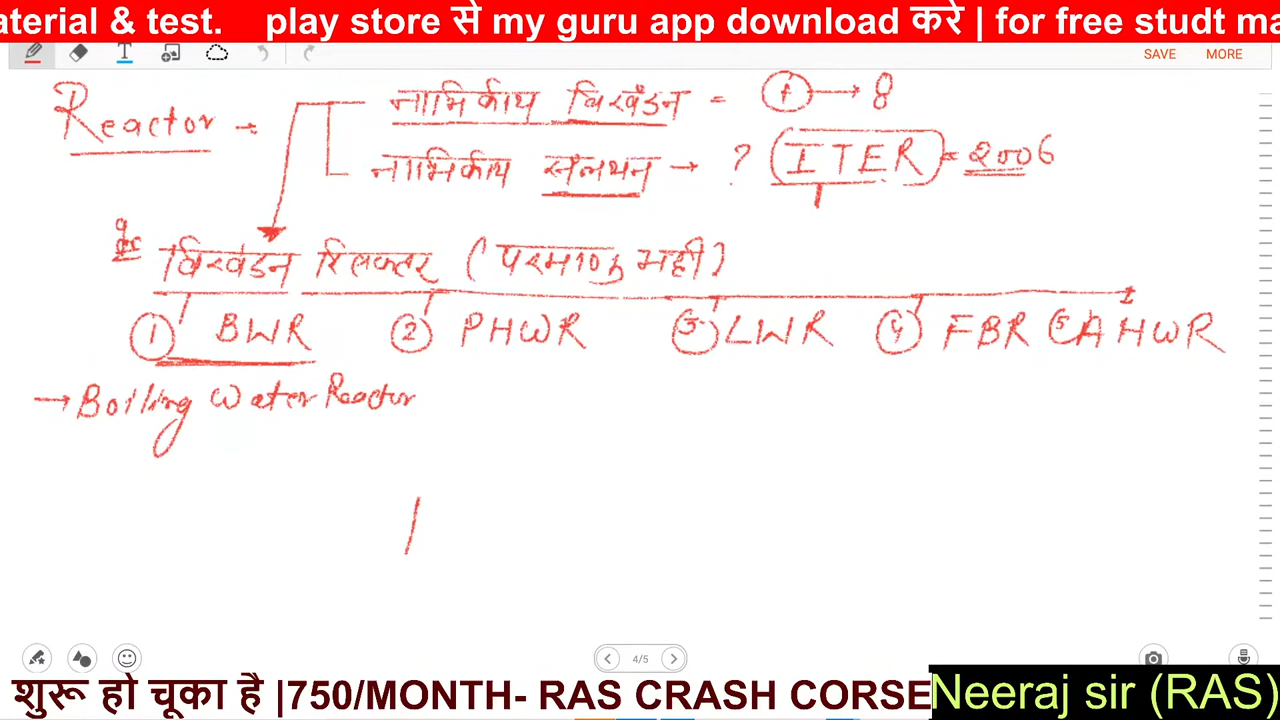 aterial & test. play store से my guru app download करे | for free studt ma
SAVE MORE
Reactor → नाभिकीय विखंडन = → 8
नाभिकीय संलयन → ? (ITER) = 2006
विखंडन रिएक्टर (परमाणु भट्टी)
① BWR ② PHWR ③ LWR ④ FBR ⑤ AHWR
→ Boiling Water Reactor
4/5
शुरू हो चूका है |750/MONTH- RAS CRASH CORSE
Neeraj sir (RAS)